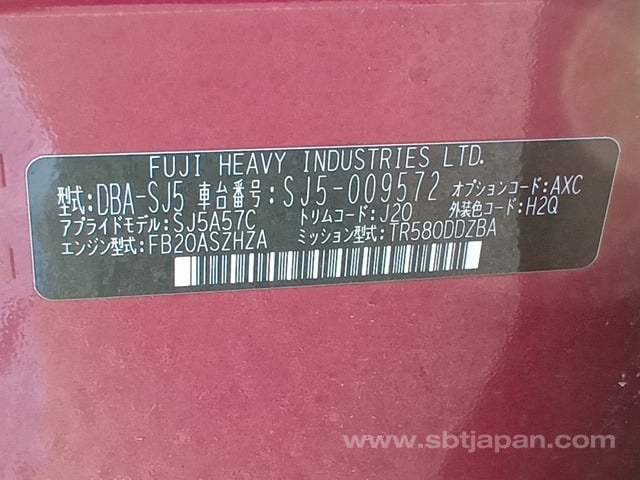 FUJI HEAVY INDUSTRIES LTD.
型式:DBA-SJ5 車台番号:SJ5-009572 オプションコード:AXC
アプライドモデル:SJ5A57C トリムコード:J20 外装色コード:H2Q
エンジン型式:FB20ASZHZA ミッション型式:TR580DDZBA
www.sbtjapan.com